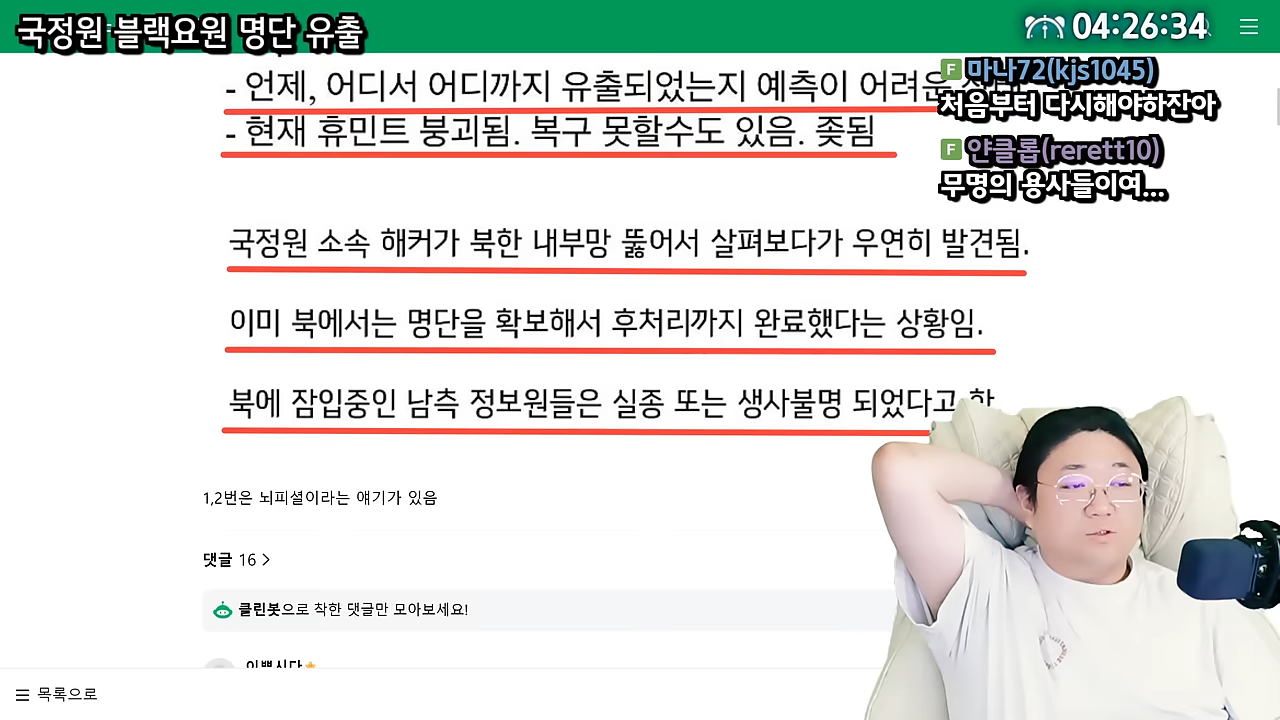 국정원 블랙요원 명단 유출
04:26:34
- 언제, 어디서 어디까지 유출되었는지 예측이 어려운
- 현재 휴민트 붕괴됨. 복구 못할수도 있음. 좆됨
F 마나72(kjs1045)
처음부터 다시해야하잖아
F 얀클롭(rerett10)
무명의 용사들이여...
국정원 소속 해커가 북한 내부망 뚫어서 살펴보다가 우연히 발견됨.
이미 북에서는 명단을 확보해서 후처리까지 완료했다는 상황임.
북에 잠입중인 남측 정보원들은 실종 또는 생사불명 되었다고
1,2번은 뇌피셜이라는 얘기가 있음
댓글 16 >
클린봇으로 착한 댓글만 모아보세요!
이쁘시다
목록으로